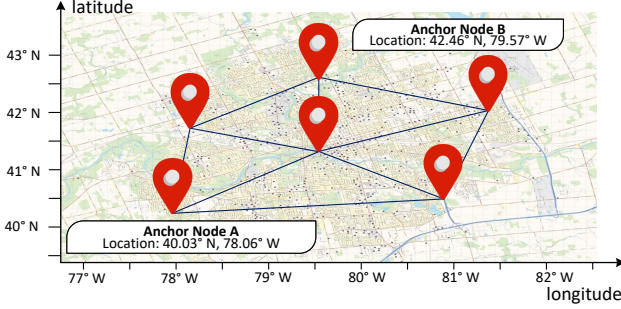 latitude
Anchor Node B
Location: 42.46° N, 79.57° W
43° N
42° N
41° N
40° N
Anchor Node A
Location: 40.03° N, 78.06° W
77° W 78° W 79° W 80° W 81° W 82° W
longitude